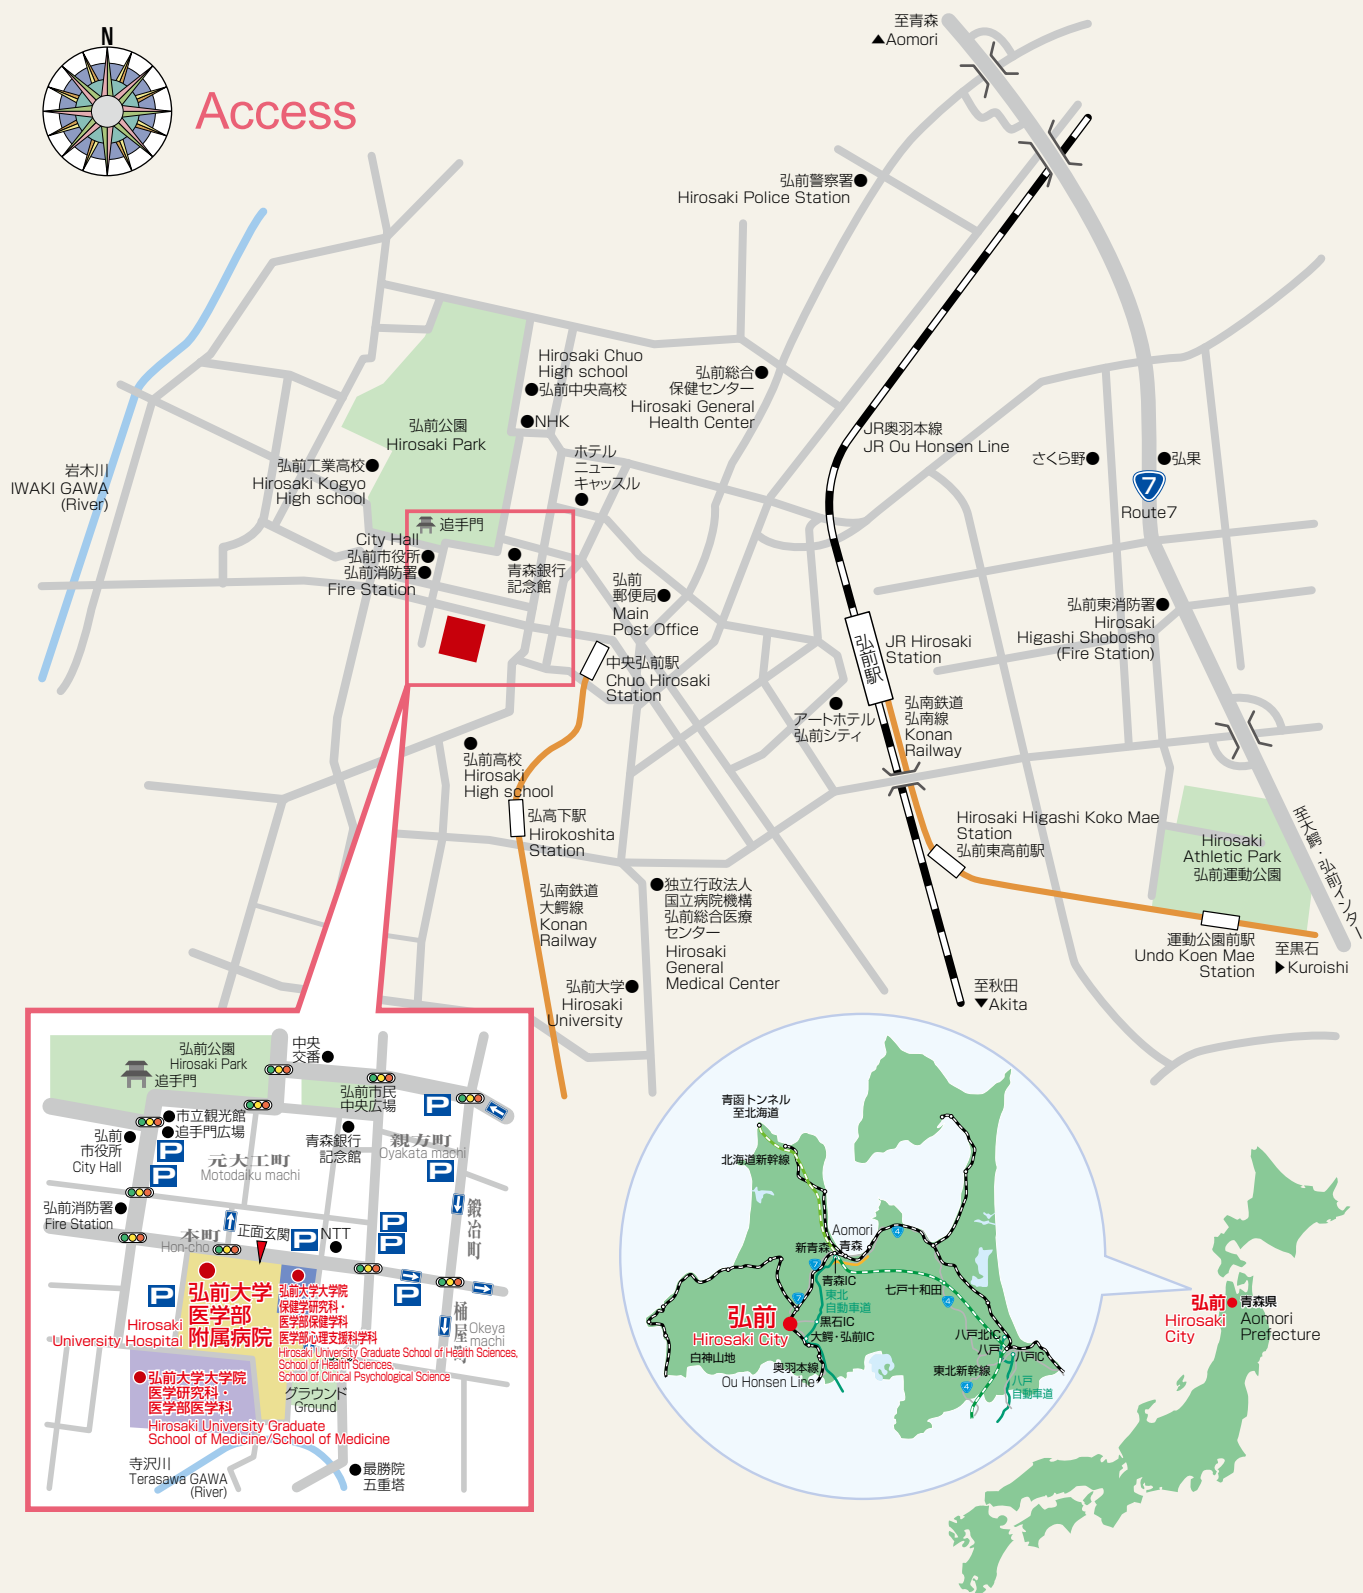 N
Access
至青森
▲Aomori
弘前警察署
Hirosaki Police Station
Hirosaki Chuo
High school
弘前中央高校
NHK
弘前総合
保健センター
Hirosaki General
Health Center
弘前公園
Hirosaki Park
JR奥羽本線
JR Ou Honsen Line
ホテル
ニュー
キャッスル
さくら野
弘果
7
Route7
岩木川
IWAKI GAWA
(River)
弘前工業高校
Hirosaki Kogyo
High school
追手門
City Hall
弘前市役所
弘前消防署
Fire Station
青森銀行
記念館
弘前
郵便局
Main
Post Office
弘前東消防署
Hirosaki
Higashi Shobosho
(Fire Station)
弘前駅
JR Hirosaki
Station
中央弘前駅
Chuo Hirosaki
Station
アートホテル
弘前シティ
弘南鉄道
弘南線
Konan
Railway
弘前高校
Hirosaki
High school
弘高下駅
Hirokoshita
Station
Hirosaki Higashi Koko Mae
Station
弘前東高前駅
Hirosaki
Athletic Park
弘前運動公園
至大鰐・弘前インター
弘南鉄道
大鰐線
Konan
Railway
独立行政法人
国立病院機構
弘前総合医療
センター
Hirosaki
General
Medical Center
運動公園前駅
Undo Koen Mae
Station
至黒石
▶Kuroishi
弘前大学
Hirosaki
University
至秋田
▼Akita
弘前公園
Hirosaki Park
追手門
中央
交番
弘前市民
中央広場
P
市立観光館
追手門広場
弘前
市役所
City Hall
P
P
青森銀行
記念館
親方町
Oyakata machi
P
元大工町
Motodaiku machi
弘前消防署
Fire Station
鍛冶町
本町
Hon-cho
正面玄関
P
NTT
P
P
P
P
弘前大学
医学部
附属病院
Hirosaki
University Hospital
弘前大学大学院
保健学研究科・
医学部保健学科
医学部心理支援科学科
Hirosaki University Graduate School of Health Sciences,
School of Health Sciences,
School of Clinical Psychological Science
桶屋町
Okeya
machi
弘前大学大学院
医学研究科・
医学部医学科
Hirosaki University Graduate
School of Medicine/School of Medicine
グラウンド
Ground
寺沢川
Terasawa GAWA
(River)
最勝院
五重塔
青函トンネル
至北海道
北海道新幹線
Aomori
青森
新青森
4
7
青森IC
東北
自動車道
七戸十和田
7
4
弘前
Hirosaki City
黒石IC
大鰐・弘前IC
八戸北IC
八戸
八戸IC
白神山地
奥羽本線
Ou Honsen Line
東北新幹線
4
八戸
自動車道
弘前
Hirosaki
City
青森県
Aomori
Prefecture